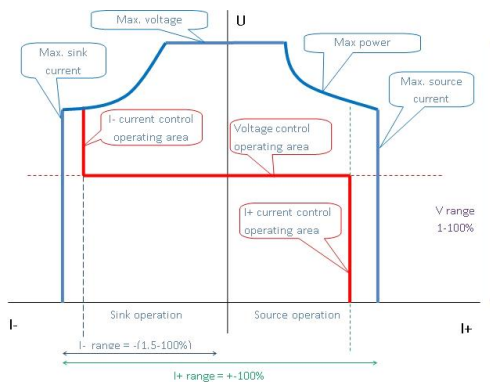 Max. voltage
U
Max. sink
current
Max power
Max. source
current
I- current control
operating area
Voltage control
operating area
I+ current control
operating area
V range
1-100%
Sink operation
Source operation
I-
I+
I- range = -(1.5-100%)
I+ range = +-100%